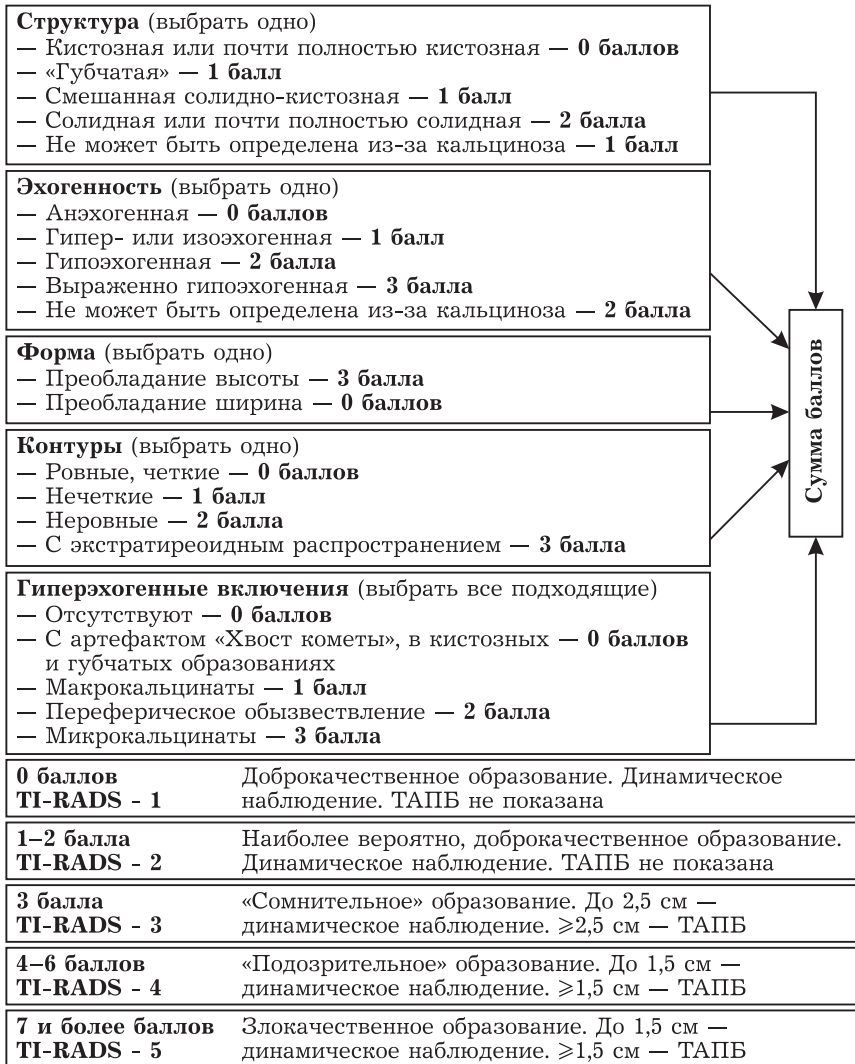 Структура (выбрать одно)
— Кистозная или почти полностью кистозная — 0 баллов
— «Губчатая» — 1 балл
— Смешанная солидно-кистозная — 1 балл
— Солидная или почти полностью солидная — 2 балла
— Не может быть определена из-за кальциноза — 1 балл
Эхогенность (выбрать одно)
— Анэхогенная — 0 баллов
— Гипер- или изоэхогенная — 1 балл
— Гипоэхогенная — 2 балла
— Выраженно гипоэхогенная — 3 балла
— Не может быть определена из-за кальциноза — 2 балла
Форма (выбрать одно)
— Преобладание высоты — 3 балла
— Преобладание ширина — 0 баллов
Контуры (выбрать одно)
— Ровные, четкие — 0 баллов
— Нечеткие — 1 балл
— Неровные — 2 балла
— С экстратиреоидным распространением — 3 балла
Гиперэхогенные включения (выбрать все подходящие)
— Отсутствуют — 0 баллов
— С артефактом «Хвост кометы», в кистозных — 0 баллов
и губчатых образованиях
— Макрокальцинаты — 1 балл
— Переферическое обызвествление — 2 балла
— Микрокальцинаты — 3 балла
Сумма баллов
0 баллов Доброкачественное образование. Динамическое
TI-RADS - 1 наблюдение. ТАПБ не показана
1–2 балла Наиболее вероятно, доброкачественное образование.
TI-RADS - 2 Динамическое наблюдение. ТАПБ не показана
3 балла «Сомнительное» образование. До 2,5 см —
TI-RADS - 3 динамическое наблюдение. ⩾2,5 см — ТАПБ
4–6 баллов «Подозрительное» образование. До 1,5 см —
TI-RADS - 4 динамическое наблюдение. ⩾1,5 см — ТАПБ
7 и более баллов Злокачественное образование. До 1,5 см —
TI-RADS - 5 динамическое наблюдение. ⩾1,5 см — ТАПБ